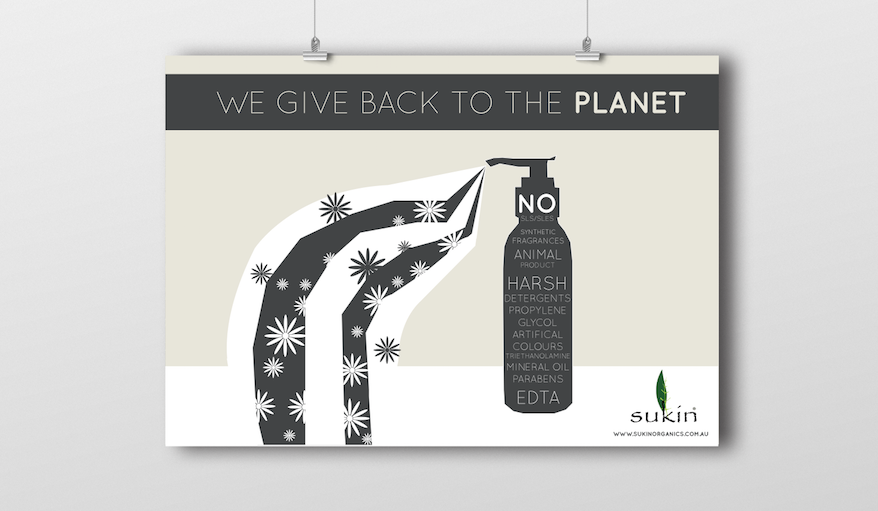 WE GIVE BACK TO THE PLANET
NO
SLS/SLES
SYNTHETIC
FRAGRANCES
ANIMAL
PRODUCT
HARSH
DETERGENTS
PROPYLENE
GLYCOL
ARTIFICAL
COLOURS
TRIETHANOLAMINE
MINERAL OIL
PARABENS
EDTA
sukin®
WWW.SUKINORGANICS.COM.AU